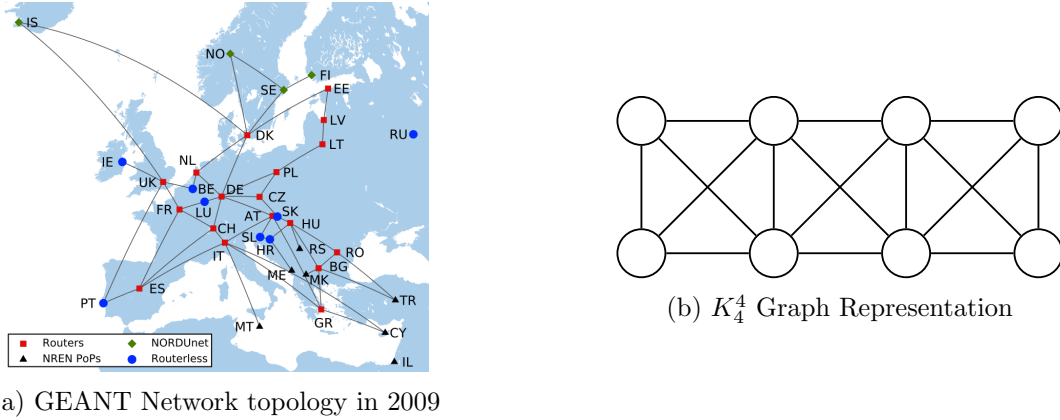 IS
NO
FI
SE
EE
LV
DK
RU
LT
IE
NL
PL
UK
BE
DE
CZ
LU
FR
AT
SK
HU
CH
SL
IT
HR
RS
RO
ME
MK
BG
ES
PT
TR
GR
MT
CY
IL
Routers
NORDUnet
NREN PoPs
Routerless
a) GEANT Network topology in 2009
(b) K_4^4 Graph Representation